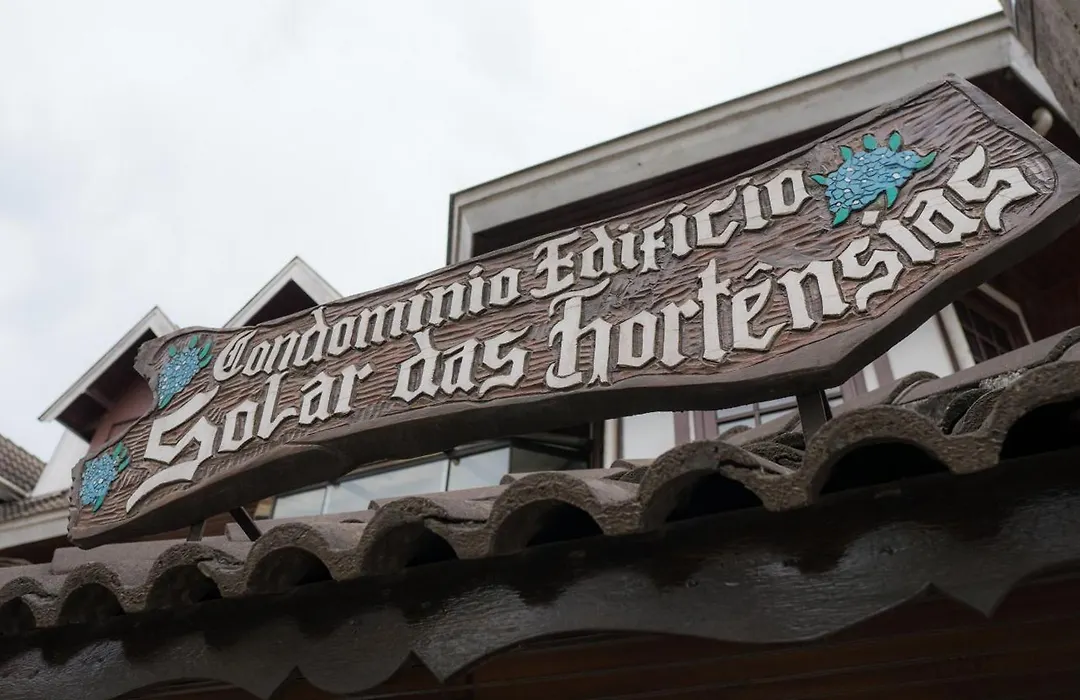 Condomínio Edifício
Solar das hortênsias